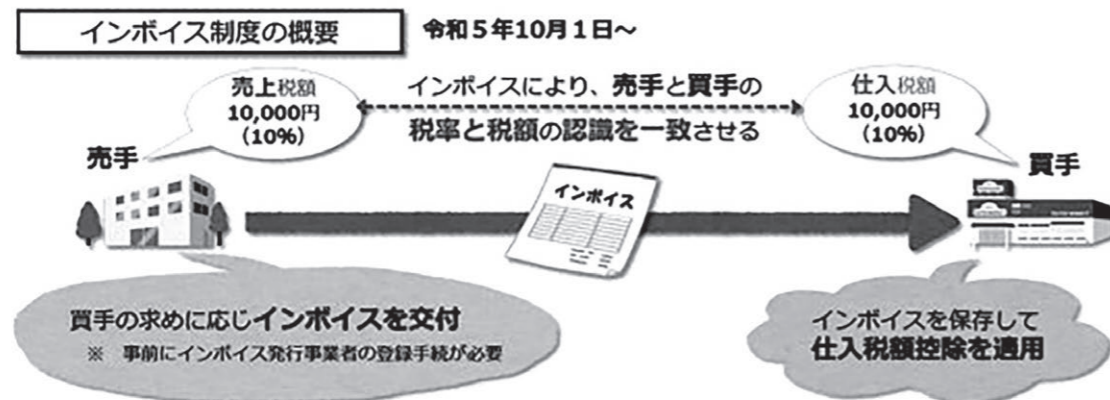 インボイス制度の概要
令和5年10月1日~
売上税額
10,000円
(10%)
インボイスにより、売手と買手の
税率と税額の認識を一致させる
仕入税額
10,000円
(10%)
売手
買手
インボイス
買手の求めに応じインボイスを交付
※ 事前にインボイス発行事業者の登録手続が必要
インボイスを保存して
仕入税額控除を適用